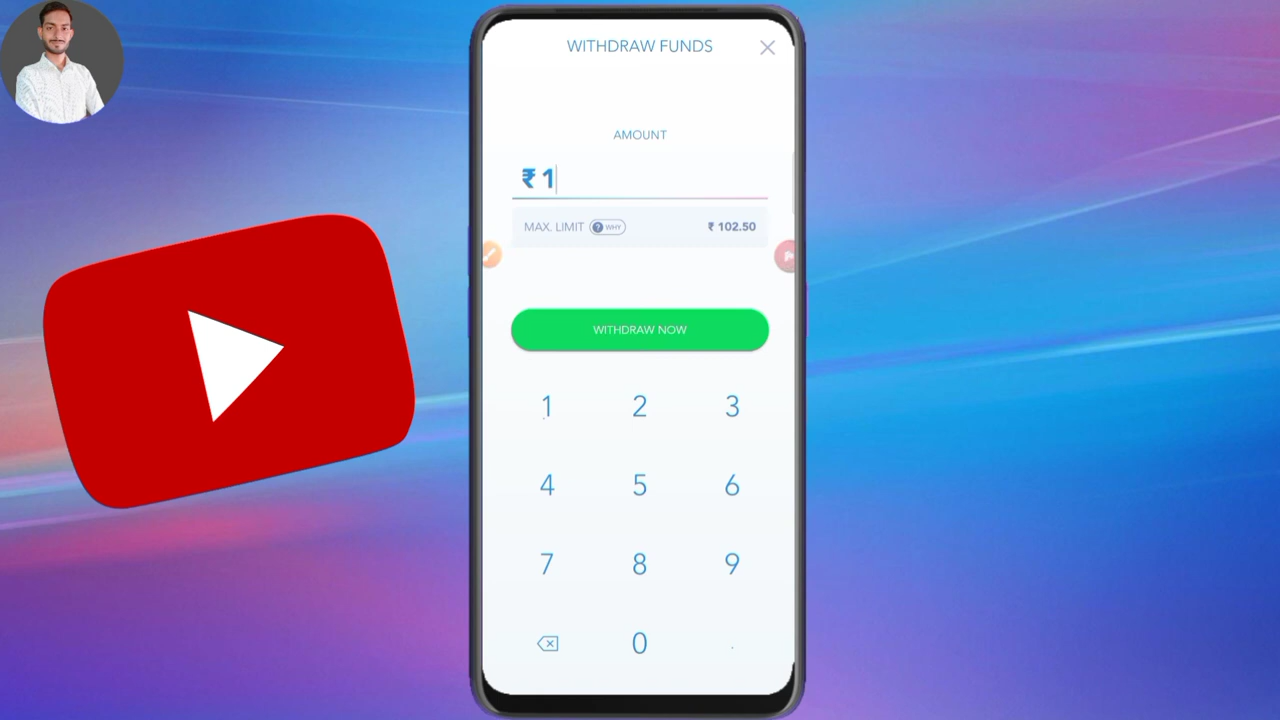 WITHDRAW FUNDS
AMOUNT
₹ 1
MAX. LIMIT ? WHY ₹ 102.50
WITHDRAW NOW
1 2 3
4 5 6
7 8 9
0 .